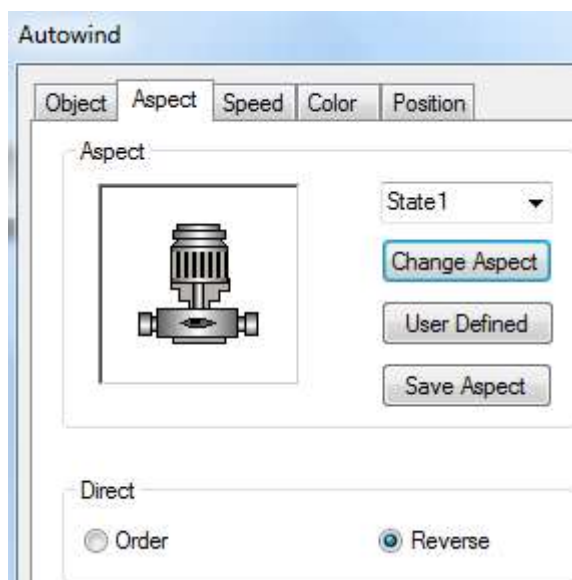 Autowind
Object Aspect Speed Color Position
Aspect
State1
Change Aspect
User Defined
Save Aspect
Direct
Order Reverse